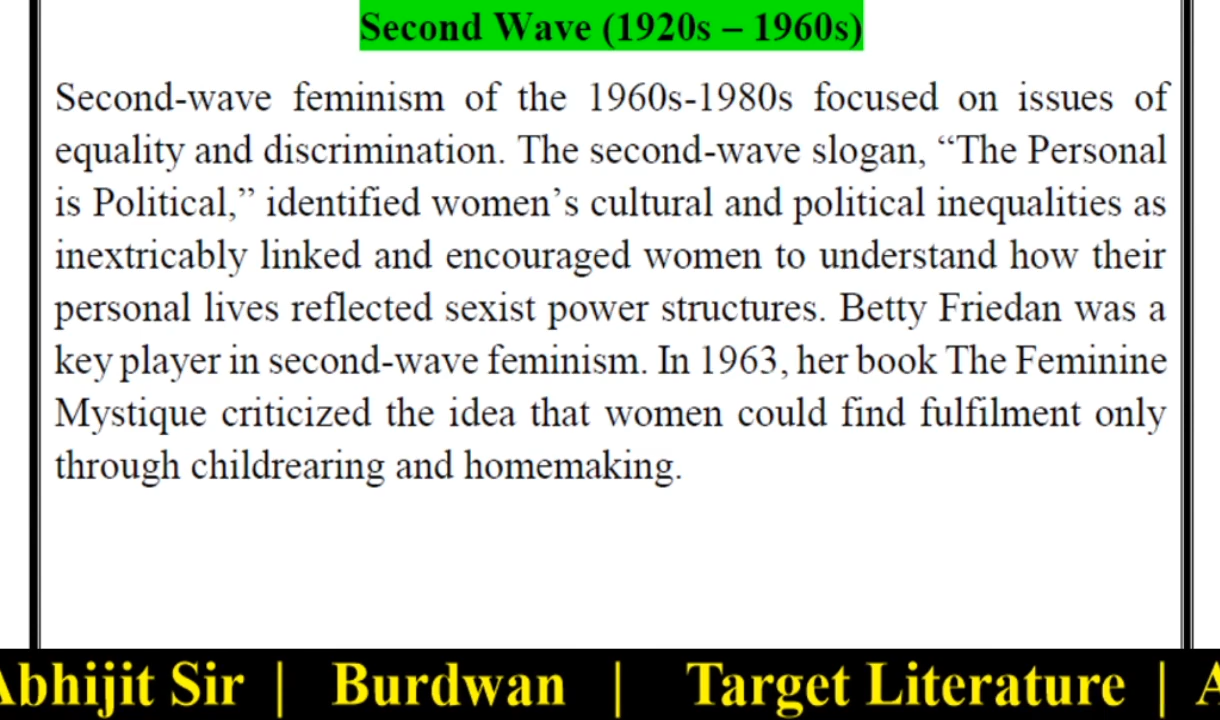 Second Wave (1920s – 1960s)
Second-wave feminism of the 1960s-1980s focused on issues of
equality and discrimination. The second-wave slogan, “The Personal
is Political,” identified women’s cultural and political inequalities as
inextricably linked and encouraged women to understand how their
personal lives reflected sexist power structures. Betty Friedan was a
key player in second-wave feminism. In 1963, her book The Feminine
Mystique criticized the idea that women could find fulfilment only
through childrearing and homemaking.
Abhijit Sir | Burdwan | Target Literature | A